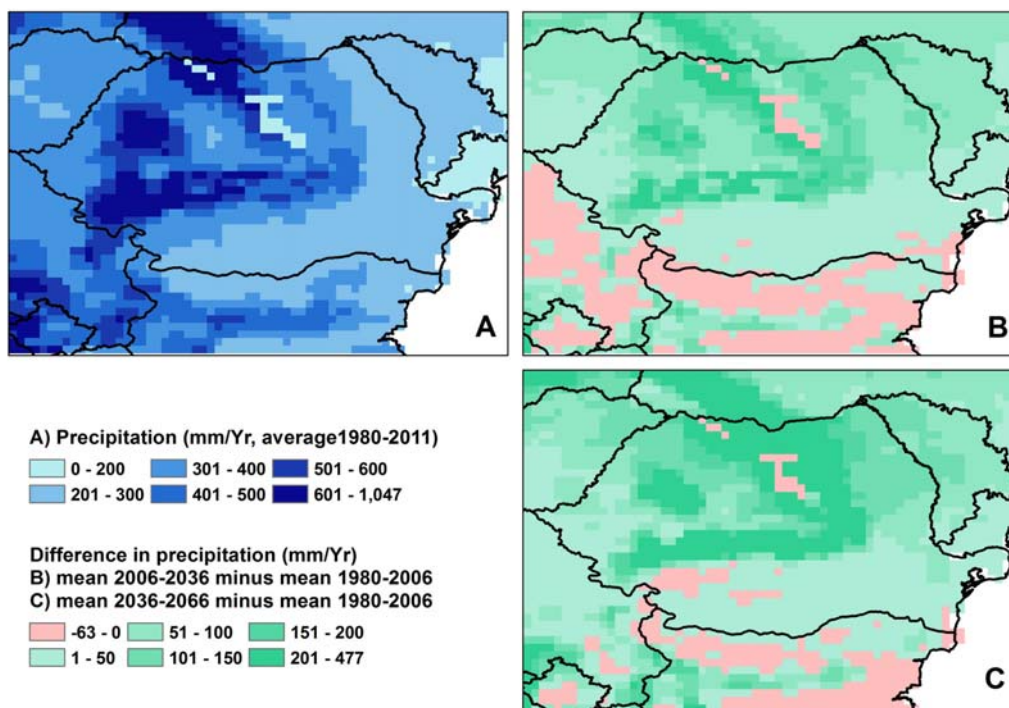 A
B
A) Precipitation (mm/Yr, average1980-2011)
0 - 200 301 - 400 501 - 600
201 - 300 401 - 500 601 - 1,047
Difference in precipitation (mm/Yr)
B) mean 2006-2036 minus mean 1980-2006
C) mean 2036-2066 minus mean 1980-2006
-63 - 0 51 - 100 151 - 200
1 - 50 101 - 150 201 - 477
C